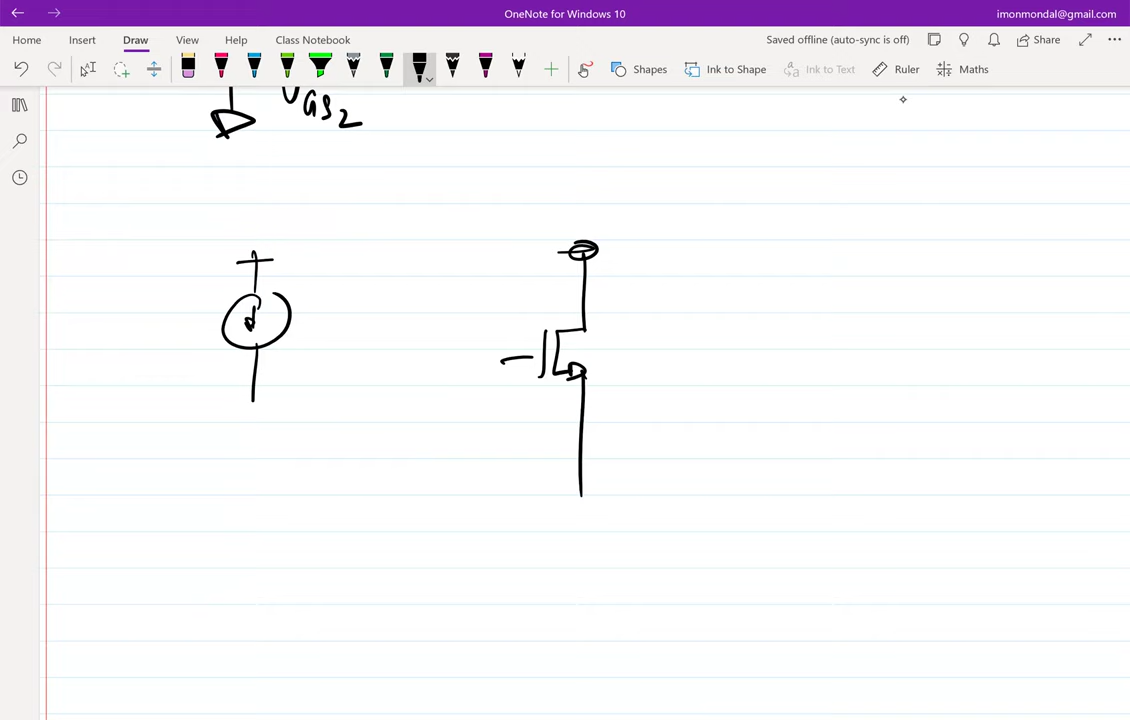 OneNote for Windows 10
imonmondal@gmail.com
Home Insert Draw View Help Class Notebook
Saved offline (auto-sync is off) Share
Shapes Ink to Shape Ink to Text Ruler Maths
VGS2